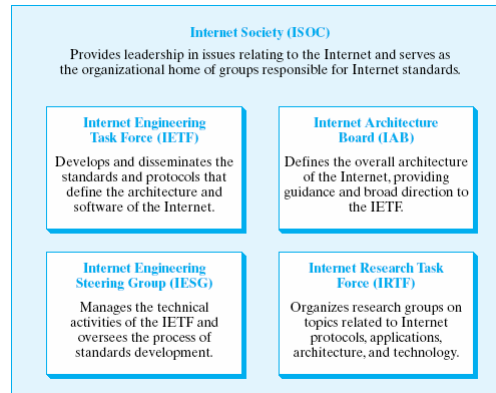 Internet Society (ISOC)
Provides leadership in issues relating to the Internet and serves as
the organizational home of groups responsible for Internet standards.
Internet Engineering
Task Force (IETF)
Develops and disseminates the
standards and protocols that
define the architecture and
software of the Internet.
Internet Architecture
Board (IAB)
Defines the overall architecture
of the Internet, providing
guidance and broad direction to
the IETF.
Internet Engineering
Steering Group (IESG)
Manages the technical
activities of the IETF and
oversees the process of
standards development.
Internet Research Task
Force (IRTF)
Organizes research groups on
topics related to Internet
protocols, applications,
architecture, and technology.